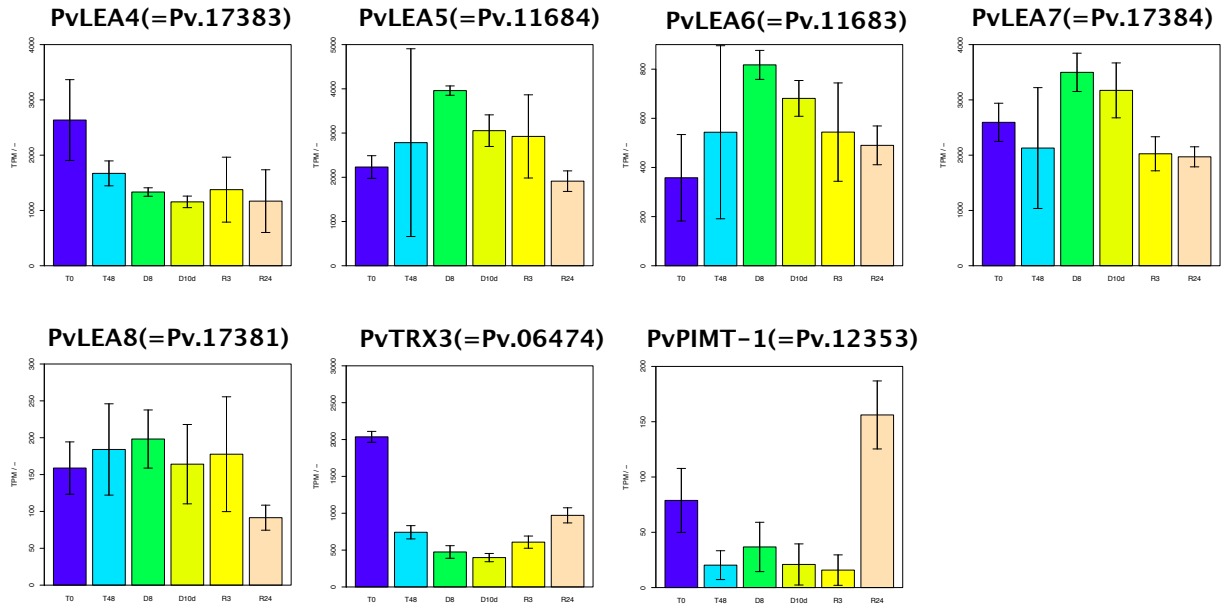 PvLEA4(=Pv.17383) PvLEA5(=Pv.11684) PvLEA6(=Pv.11683) PvLEA7(=Pv.17384)
TPM / −
0 1000 2000 3000 4000
T0 T48 D8 D10d R3 R24
TPM / −
0 1000 2000 3000 4000 5000
T0 T48 D8 D10d R3 R24
TPM / −
0 200 400 600 800
T0 T48 D8 D10d R3 R24
TPM / −
0 1000 2000 3000 4000
T0 T48 D8 D10d R3 R24
PvLEA8(=Pv.17381) PvTRX3(=Pv.06474) PvPIMT−1(=Pv.12353)
TPM / −
0 50 100 150 200 250 300
T0 T48 D8 D10d R3 R24
TPM / −
0 500 1000 1500 2000 2500 3000
T0 T48 D8 D10d R3 R24
TPM / −
0 50 100 150 200
T0 T48 D8 D10d R3 R24